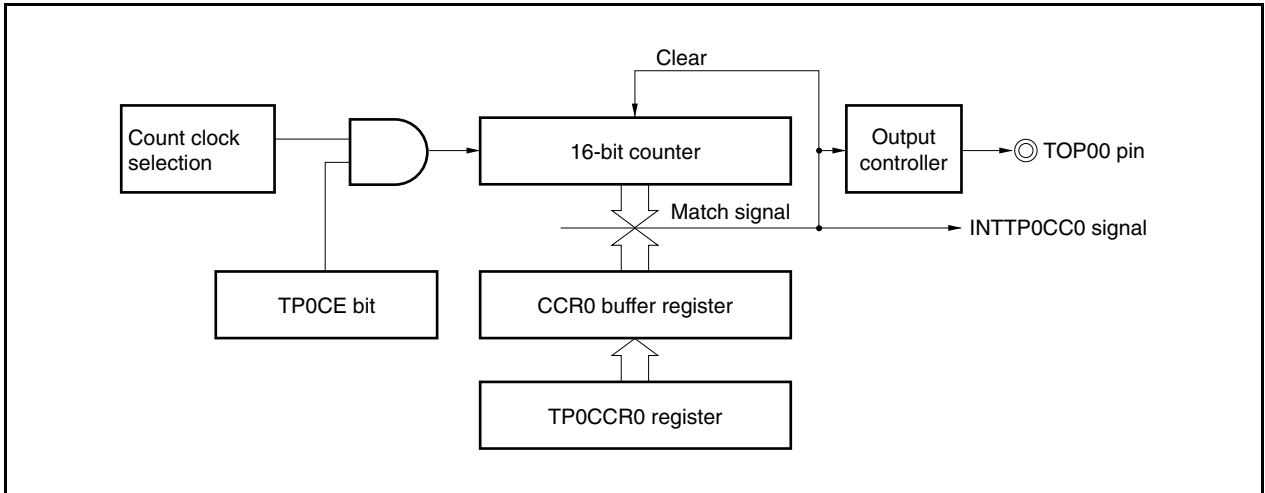 Clear
Count clock
selection
16-bit counter
Output
controller
TOP00 pin
Match signal
INTTP0CC0 signal
TP0CE bit
CCR0 buffer register
TP0CCR0 register